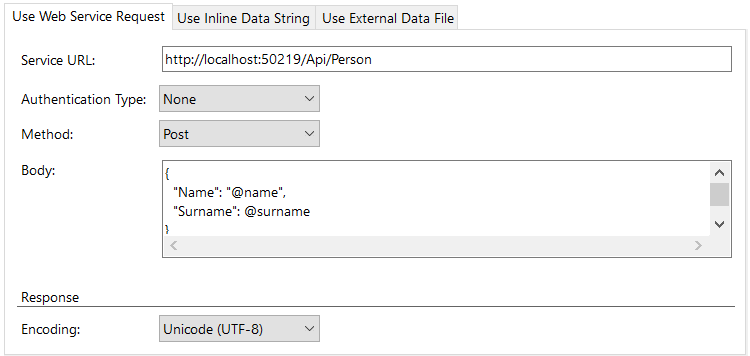 Use Web Service Request Use Inline Data String Use External Data File
Service URL: http://localhost:50219/Api/Person
Authentication Type: None
Method: Post
Body: {
"Name": "@name",
"Surname": @surname
}
Response
Encoding: Unicode (UTF-8)